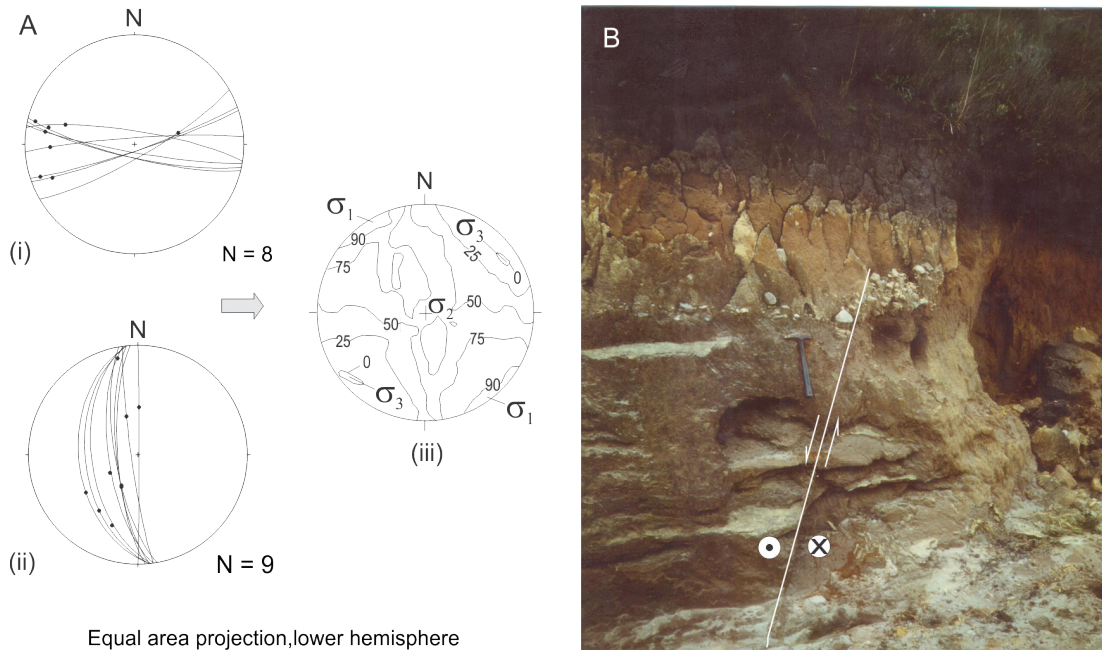 A
N
(i)
N = 8
N
(ii)
N = 9
N
σ1
σ3
90
75
25
0
50
σ2
50
25
75
0
σ3
90
σ1
(iii)
Equal area projection,lower hemisphere
B